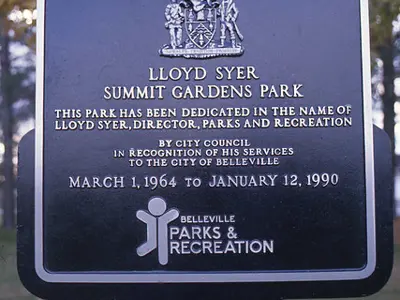 LLOYD SYER
SUMMIT GARDENS PARK
THIS PARK HAS BEEN DEDICATED IN THE NAME OF
LLOYD SYER, DIRECTOR, PARKS AND RECREATION
BY CITY COUNCIL
IN RECOGNITION OF HIS SERVICES
TO THE CITY OF BELLEVILLE
MARCH 1, 1964 TO JANUARY 12, 1990
BELLEVILLE
PARKS &
RECREATION